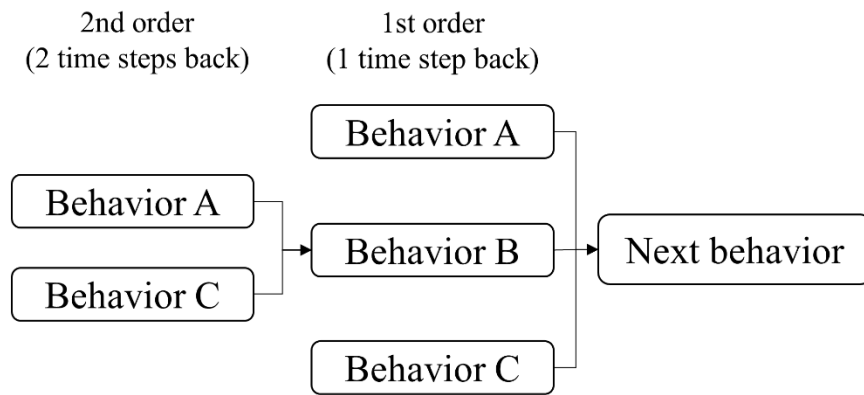 2nd order
(2 time steps back)
1st order
(1 time step back)
Behavior A
Behavior A
Behavior B
Next behavior
Behavior C
Behavior C